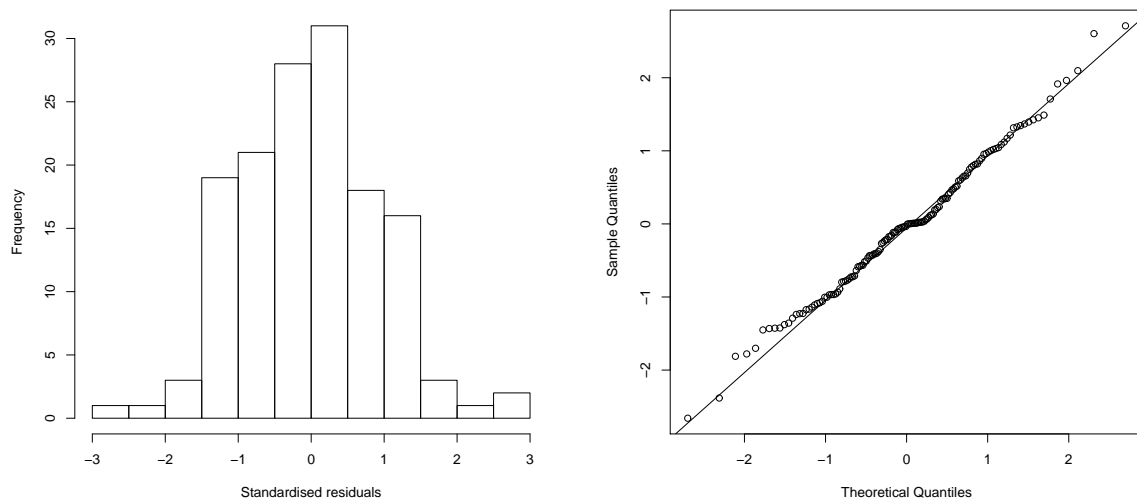 30
25
20
15
10
5
0
Frequency
−3 −2 −1 0 1 2 3
Standardised residuals
2
1
0
−1
−2
Sample Quantiles
−2 −1 0 1 2
Theoretical Quantiles